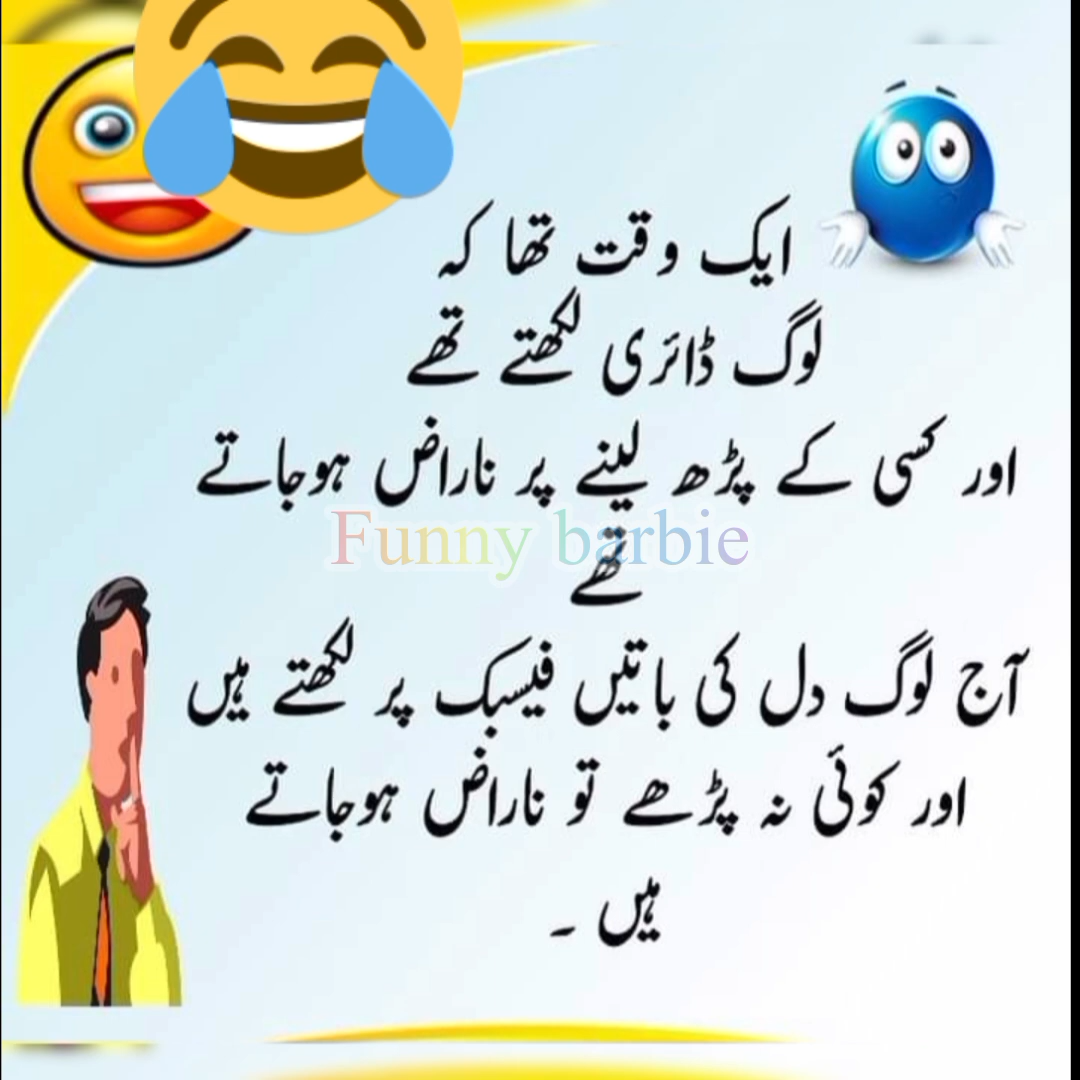 ایک وقت تھا کہ
لوگ ڈائری لکھتے تھے
اور کسی کے پڑھ لینے پر ناراض ہوجاتے
Funny barbie
تھے
آج لوگ دل کی باتیں فیسبک پر لکھتے ہیں
اور کوئی نہ پڑھے تو ناراض ہوجاتے
ہیں ۔